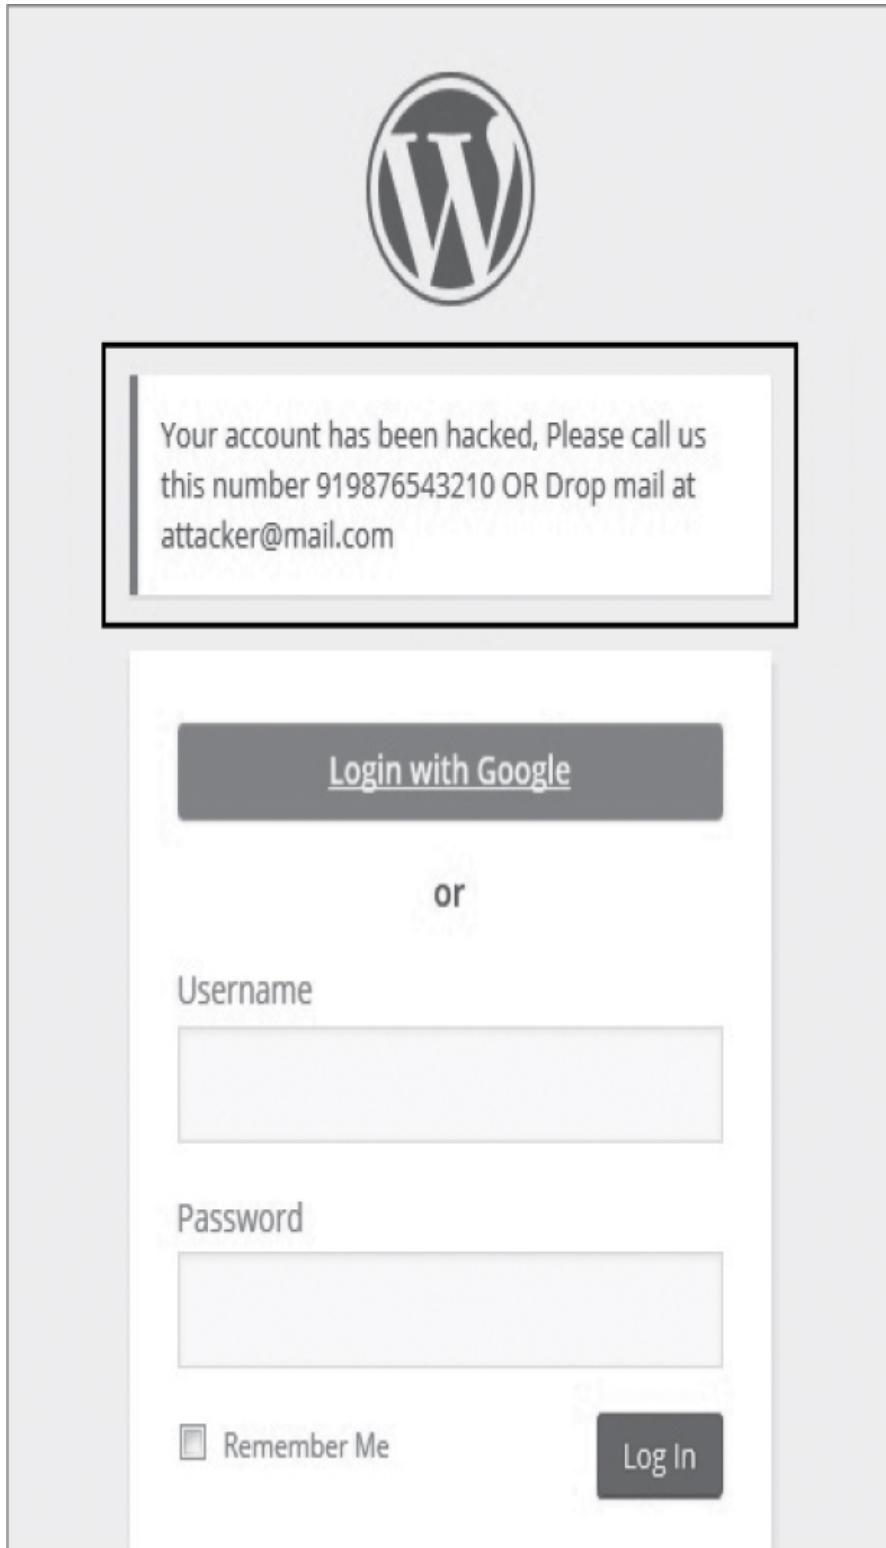 Your account has been hacked, Please call us
this number 919876543210 OR Drop mail at
attacker@mail.com
Login with Google
or
Username
Password
Remember Me
Log In